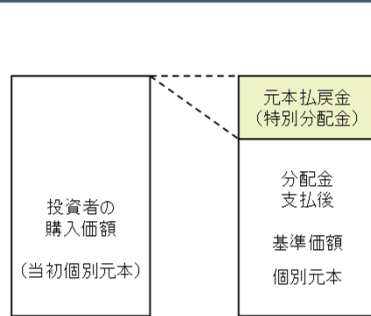 元本払戻金
（特別分配金）
投資者の
購入価額
（当初個別元本）
分配金
支払後
基準価額
個別元本